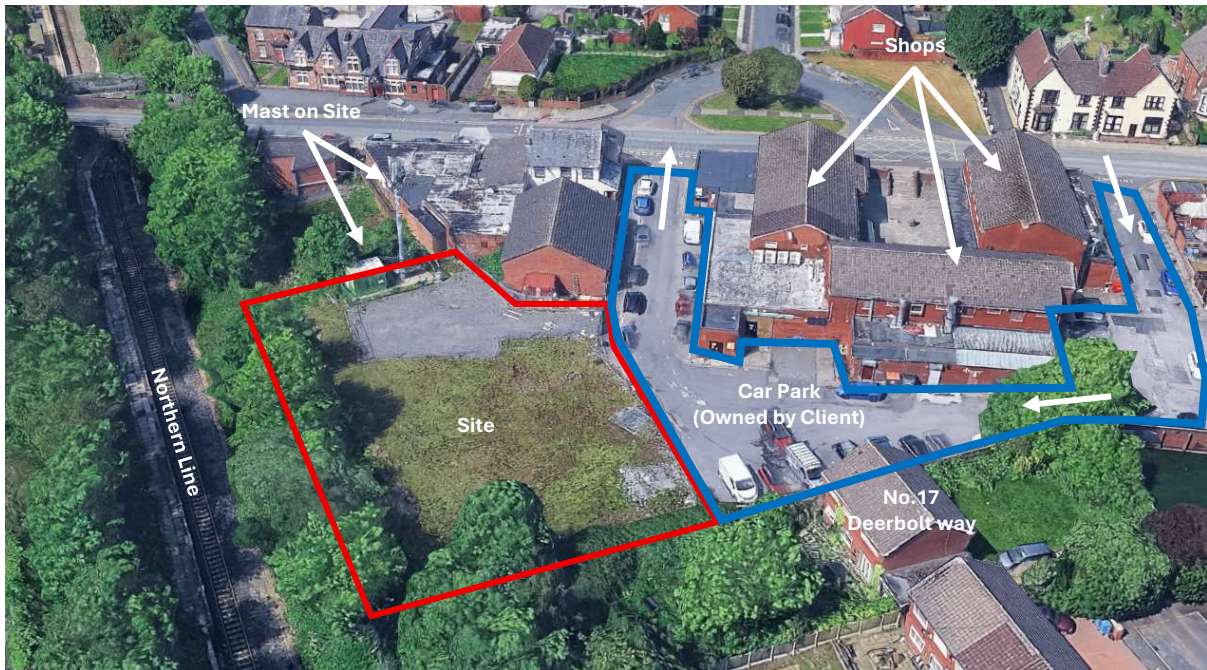 Shops
Mast on Site
Northern Line
Site
Car Park
(Owned by Client)
No.17
Deerbolt way